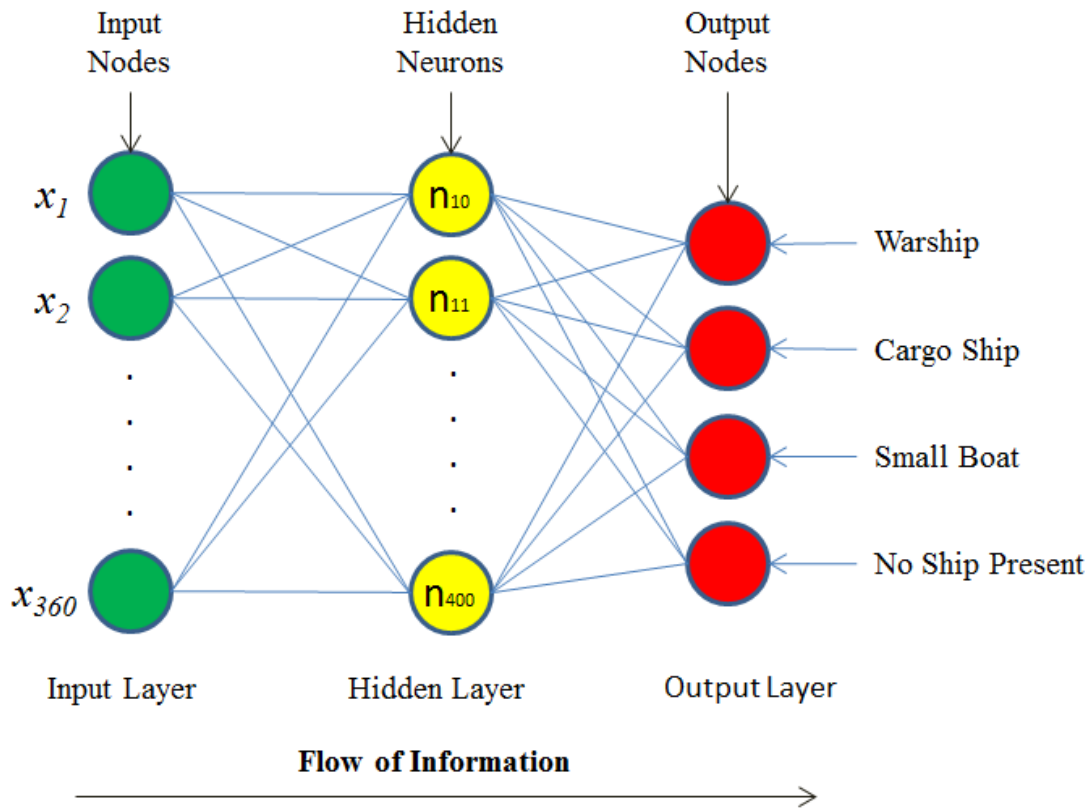 Input
Nodes
Hidden
Neurons
Output
Nodes
x1
x2
x360
n10
n11
n400
Warship
Cargo Ship
Small Boat
No Ship Present
Input Layer
Hidden Layer
Output Layer
Flow of Information